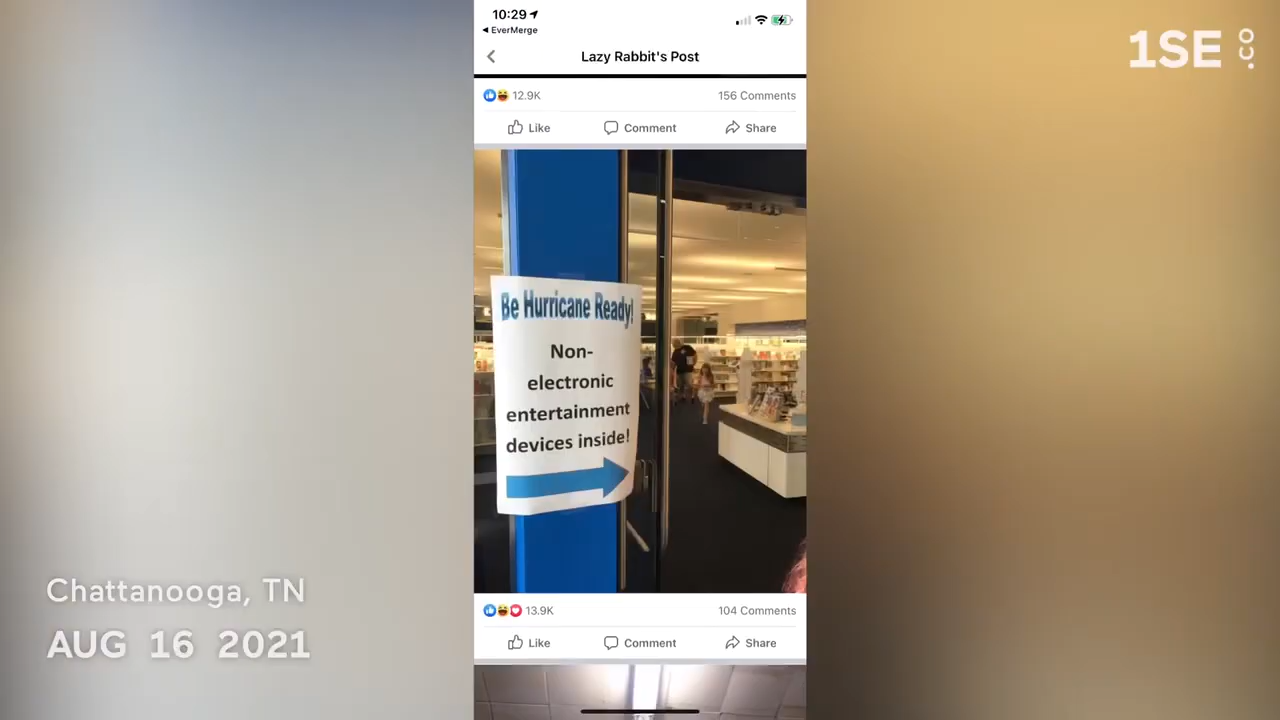 10:29
EverMerge
Lazy Rabbit's Post
12.9K
156 Comments
Like
Comment
Share
Be Hurricane Ready!
Non-
electronic
entertainment
devices inside!
13.9K
104 Comments
Like
Comment
Share
Chattanooga, TN
AUG 16 2021
1SE
.CO